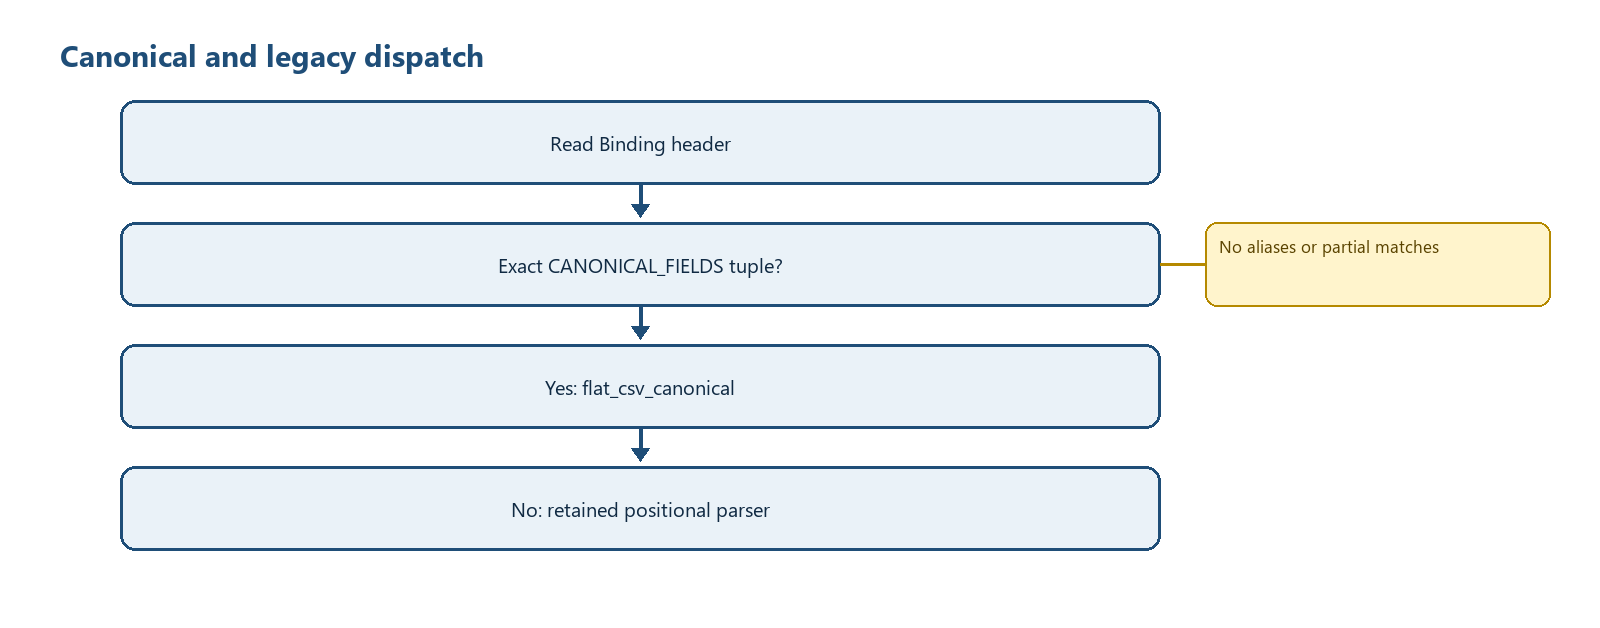 Canonical and legacy dispatch
Read Binding header
Exact CANONICAL_FIELDS tuple?
No aliases or partial matches
Yes: flat_csv_canonical
No: retained positional parser